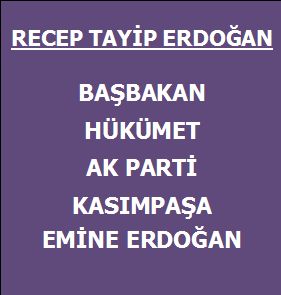 RECEP TAYİP ERDOĞAN
BAŞBAKAN
HÜKÜMET
AK PARTİ
KASIMPAŞA
EMİNE ERDOĞAN